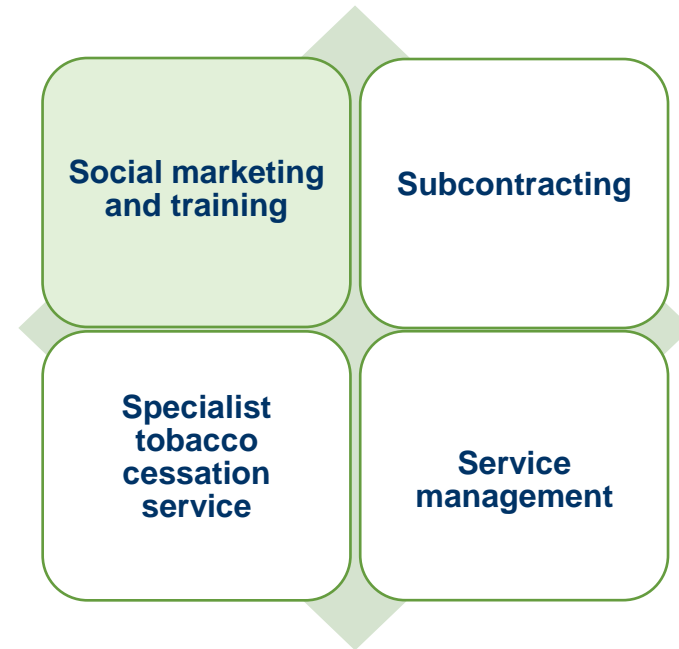 Social marketing
and training
Subcontracting
Specialist
tobacco
cessation
service
Service
management